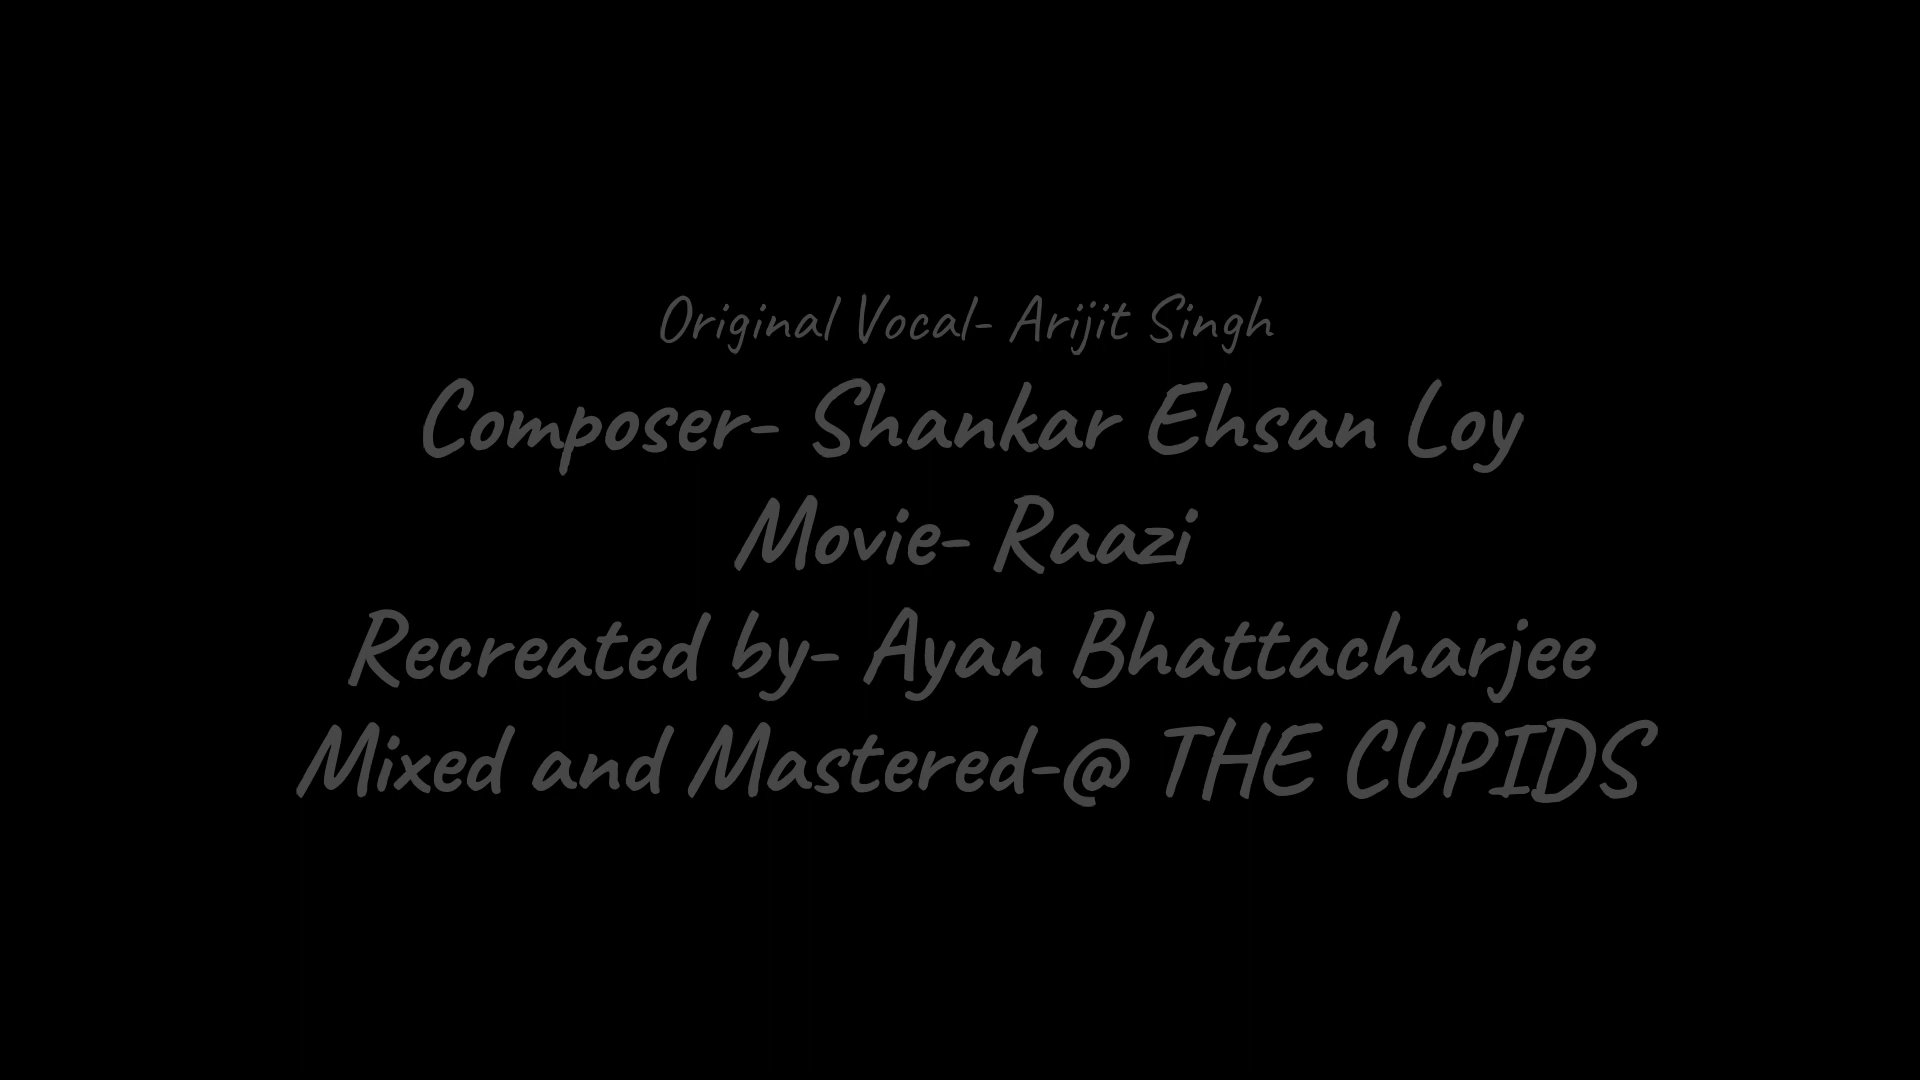 Original Vocal- Arijit Singh
Composer- Shankar Ehsan Loy
Movie- Raazi
Recreated by- Ayan Bhattacharjee
Mixed and Mastered-@ THE CUPIDS